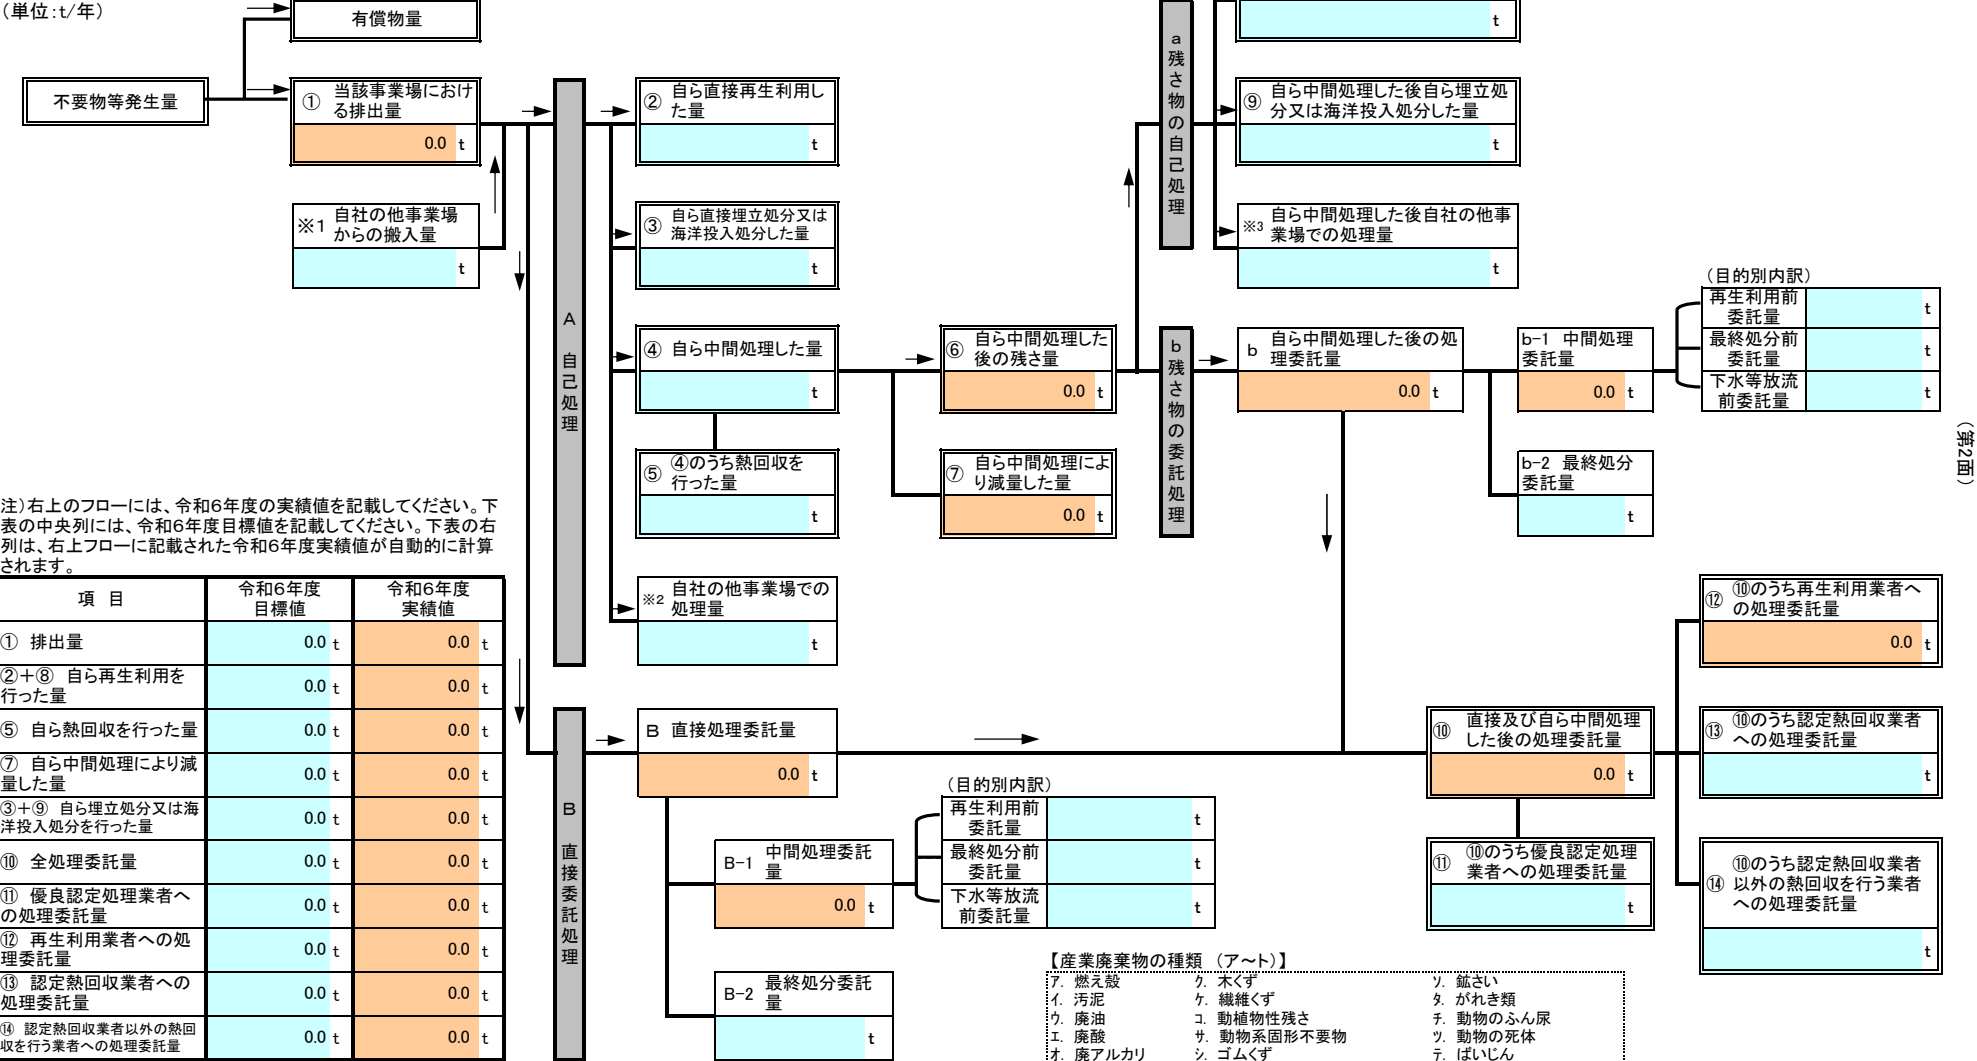 （単位：t/年）
有償物量
不要物等発生量
① 当該事業場におけ
る排出量
0.0 t
※1 自社の他事業場
からの搬入量
t
A 自己処理
② 自ら直接再生利用し
た量
t
③ 自ら直接埋立処分又は
海洋投入処分した量
t
④ 自ら中間処理した量
t
⑤ ④のうち熱回収を
行った量
t
※2 自社の他事業場での
処理量
t
⑥ 自ら中間処理した
後の残さ量
0.0 t
⑦ 自ら中間処理によ
り減量した量
0.0 t
a 残さ物の自己処理
t
⑨ 自ら中間処理した後自ら埋立処
分又は海洋投入処分した量
t
※3 自ら中間処理した後自社の他事
業場での処理量
t
b 残さ物の委託処理
b 自ら中間処理した後の処
理委託量
0.0 t
b-1 中間処理
委託量
0.0 t
b-2 最終処分
委託量
t
（目的別内訳）
再生利用前
委託量
t
最終処分前
委託量
t
下水等放流
前委託量
t
（第2面）
注）右上のフローには、令和6年度の実績値を記載してください。下
表の中央列には、令和6年度目標値を記載してください。下表の右
列は、右上フローに記載された令和6年度実績値が自動的に計算
されます。
項 目 令和6年度
目標値 令和6年度
実績値
① 排出量 0.0 t 0.0 t
②＋⑧ 自ら再生利用を
行った量 0.0 t 0.0 t
⑤ 自ら熱回収を行った量 0.0 t 0.0 t
⑦ 自ら中間処理により減
量した量 0.0 t 0.0 t
③＋⑨ 自ら埋立処分又は海
洋投入処分を行った量 0.0 t 0.0 t
⑩ 全処理委託量 0.0 t 0.0 t
⑪ 優良認定処理業者へ
の処理委託量 0.0 t 0.0 t
⑫ 再生利用業者への処
理委託量 0.0 t 0.0 t
⑬ 認定熱回収業者への
処理委託量 0.0 t 0.0 t
⑭ 認定熱回収業者以外の熱回
収を行う業者への処理委託量 0.0 t 0.0 t
B 直接委託処理
B 直接処理委託量
0.0 t
B-1 中間処理委託
量
0.0 t
B-2 最終処分委託
量
t
（目的別内訳）
再生利用前
委託量
t
最終処分前
委託量
t
下水等放流
前委託量
t
⑩ 直接及び自ら中間処理
した後の処理委託量
0.0 t
⑪ ⑩のうち優良認定処理
業者への処理委託量
t
⑫ ⑩のうち再生利用業者へ
の処理委託量
0.0 t
⑬ ⑩のうち認定熱回収業者
への処理委託量
t
⑭ ⑩のうち認定熱回収業者
以外の熱回収を行う業者
への処理委託量
t
【産業廃棄物の種類 （ア～ト）】
ア. 燃え殻 ク. 木くず ソ. 鉱さい
イ. 汚泥 ケ. 繊維くず タ. がれき類
ウ. 廃油 コ. 動植物性残さ チ. 動物のふん尿
エ. 廃酸 サ. 動物系固形不要物 ツ. 動物の死体
オ. 廃アルカリ シ. ゴムくず テ. ばいじん